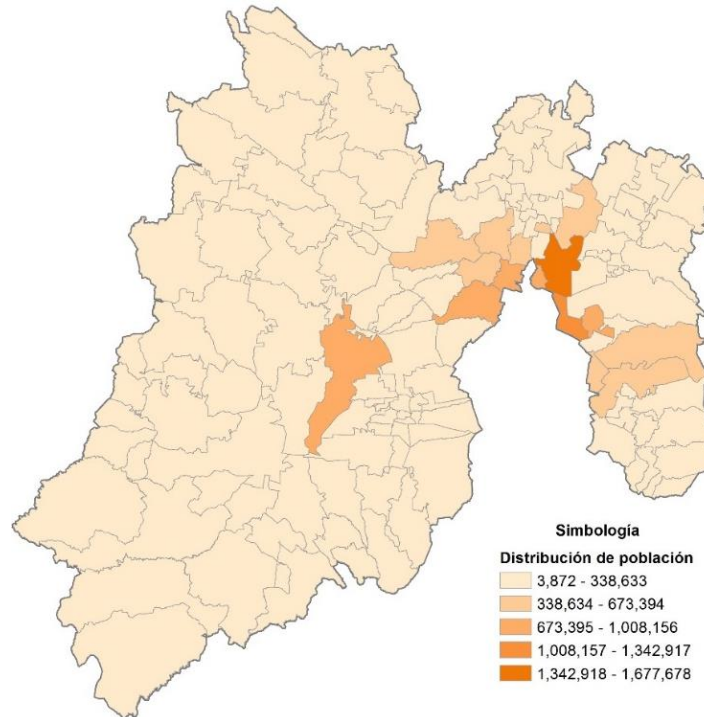 Simbología
Distribución de población
3,872 - 338,633
338,634 - 673,394
673,395 - 1,008,156
1,008,157 - 1,342,917
1,342,918 - 1,677,678